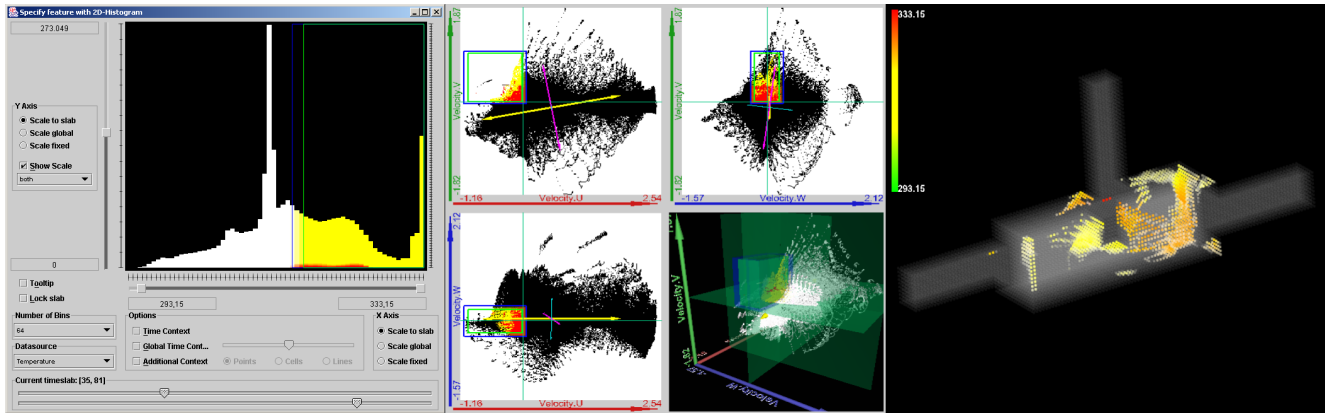 Specify feature with 2D-Histogram
273.049
Y Axis
Scale to slab
Scale global
Scale fixed
Show Scale
both
0
Tooltip
Lock slab
Number of Bins
64
Datasource
Temperature
293,15
333,15
Options
Time Context
Global Time Cont...
Additional Context
Points
Cells
Lines
X Axis
Scale to slab
Scale global
Scale fixed
Current timeslab: [35, 81]
1.87
Velocity.V
-1.82
-1.16
Velocity.U
2.54
1.87
Velocity.V
-1.82
-1.57
Velocity.W
2.12
2.12
Velocity.W
-1.57
-1.16
Velocity.U
2.54
Velocity.V
Velocity.W
333.15
293.15